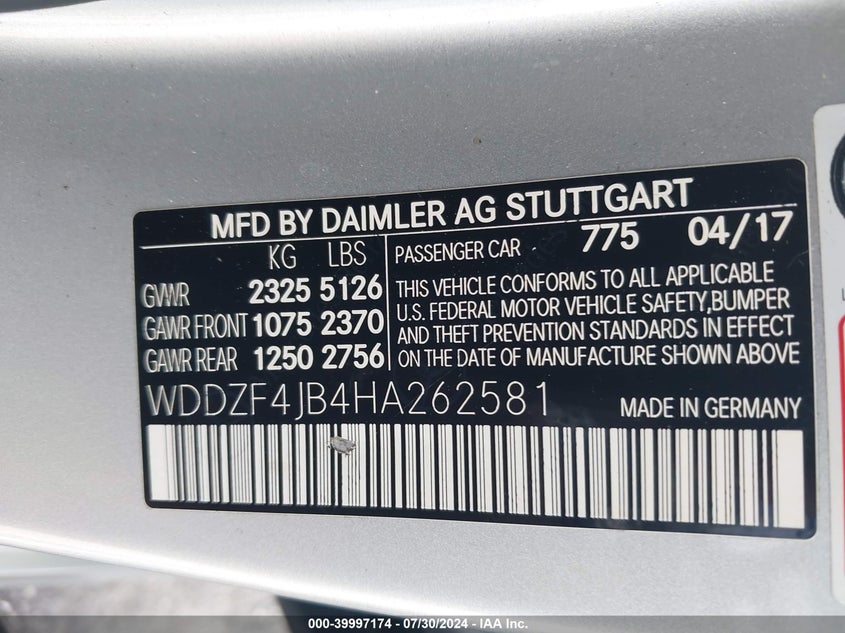 MFD BY DAIMLER AG STUTTGART
KG LBS
GVWR 2325 5126
GAWR FRONT 1075 2370
GAWR REAR 1250 2756
PASSENGER CAR 775 04/17
THIS VEHICLE CONFORMS TO ALL APPLICABLE
U.S. FEDERAL MOTOR VEHICLE SAFETY,BUMPER
AND THEFT PREVENTION STANDARDS IN EFFECT
ON THE DATE OF MANUFACTURE SHOWN ABOVE
WDDZF4JB4HA262581 MADE IN GERMANY
000-39997174 - 07/30/2024 - IAA Inc.